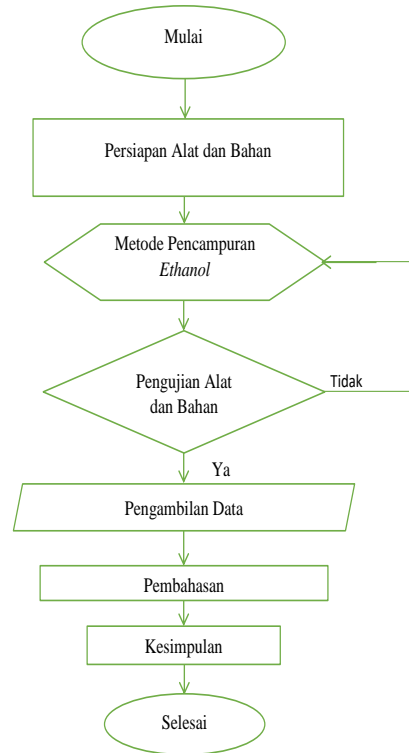 Mulai
Persiapan Alat dan Bahan
Metode Pencampuran
Ethanol
Pengujian Alat
dan Bahan
Tidak
Ya
Pengambilan Data
Pembahasan
Kesimpulan
Selesai